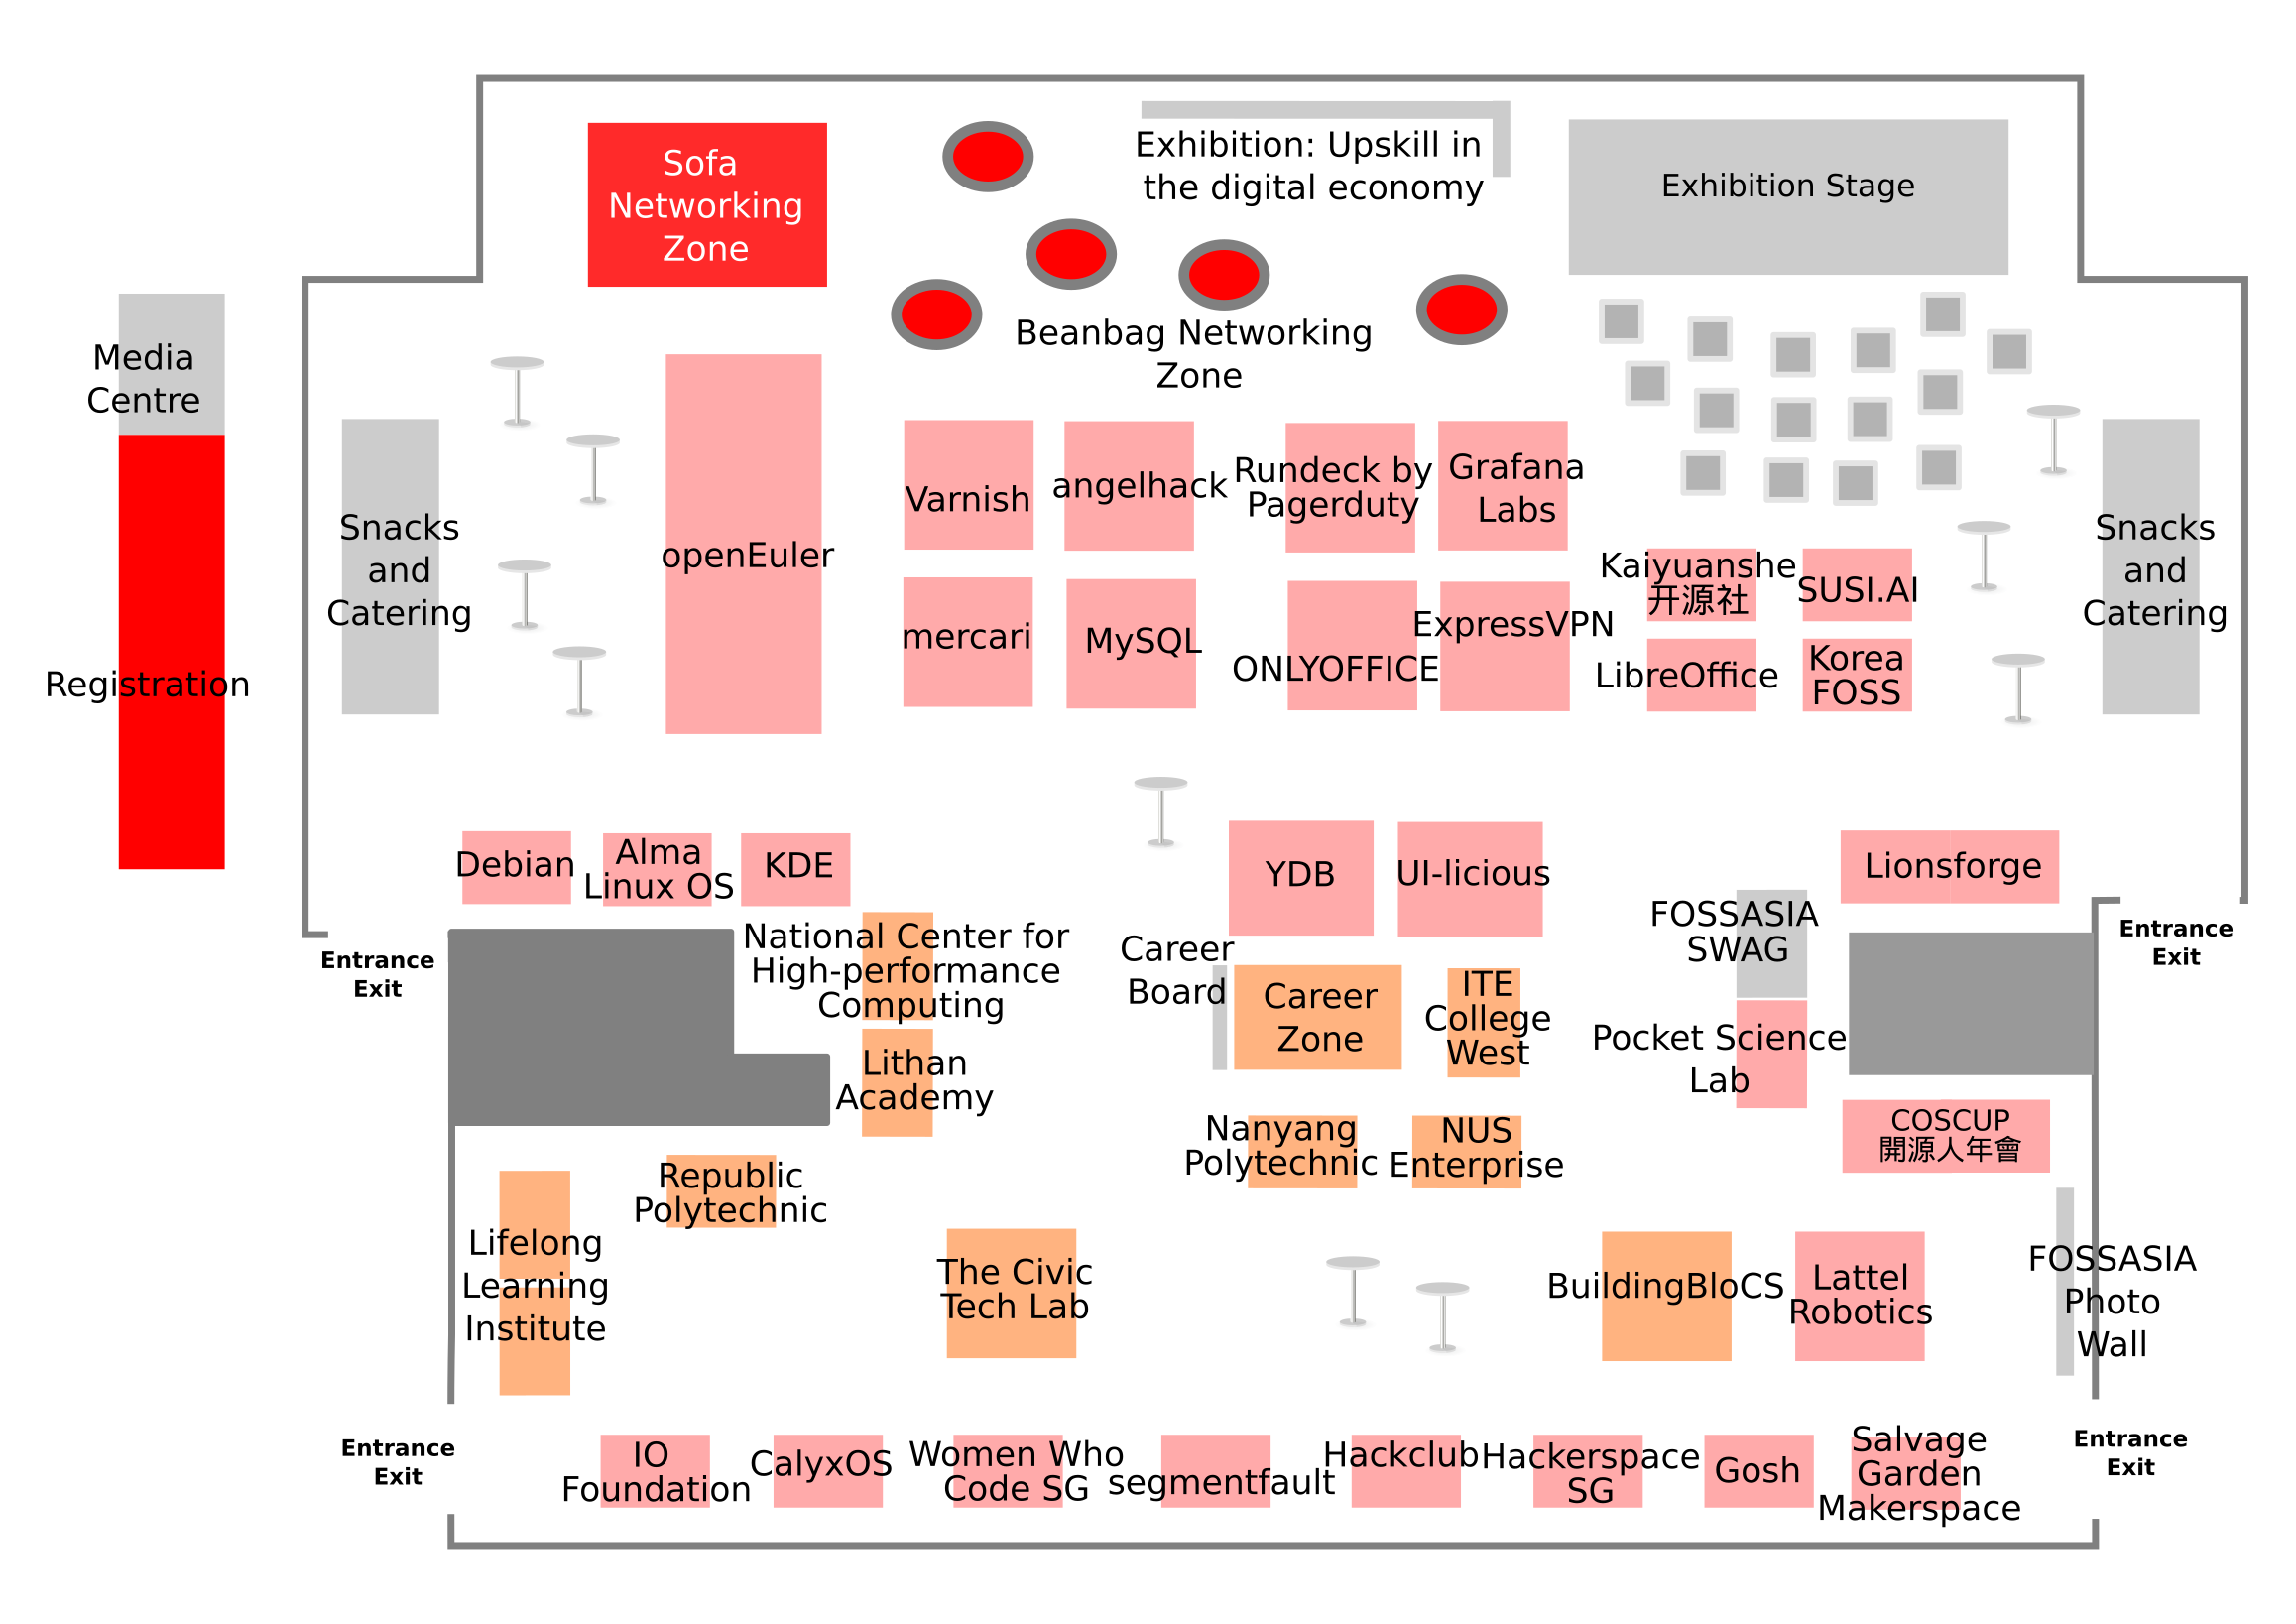 Sofa
Networking
Zone
Exhibition: Upskill in
the digital economy
Exhibition Stage
Beanbag Networking
Zone
Media
Centre
Registration
Snacks
and
Catering
openEuler
Varnish
angelhack
Rundeck by
Pagerduty
Grafana
Labs
mercari
MySQL
ONLYOFFICE
ExpressVPN
Kaiyuanshe
开源社
SUSI.AI
LibreOffice
Korea
FOSS
Snacks
and
Catering
Debian
Alma
Linux OS
KDE
YDB
UI-licious
Lionsforge
Entrance
Exit
National Center for
High-performance
Computing
Lithan
Academy
Career
Board
Career
Zone
ITE
College
West
FOSSASIA
SWAG
Pocket Science
Lab
Entrance
Exit
Nanyang
Polytechnic
NUS
Enterprise
COSCUP
開源人年會
Republic
Polytechnic
Lifelong
Learning
Institute
The Civic
Tech Lab
BuildingBloCS
Lattel
Robotics
FOSSASIA
Photo
Wall
Entrance
Exit
IO
Foundation
CalyxOS
Women Who
Code SG
segmentfault
Hackclub
Hackerspace
SG
Gosh
Salvage
Garden
Makerspace
Entrance
Exit